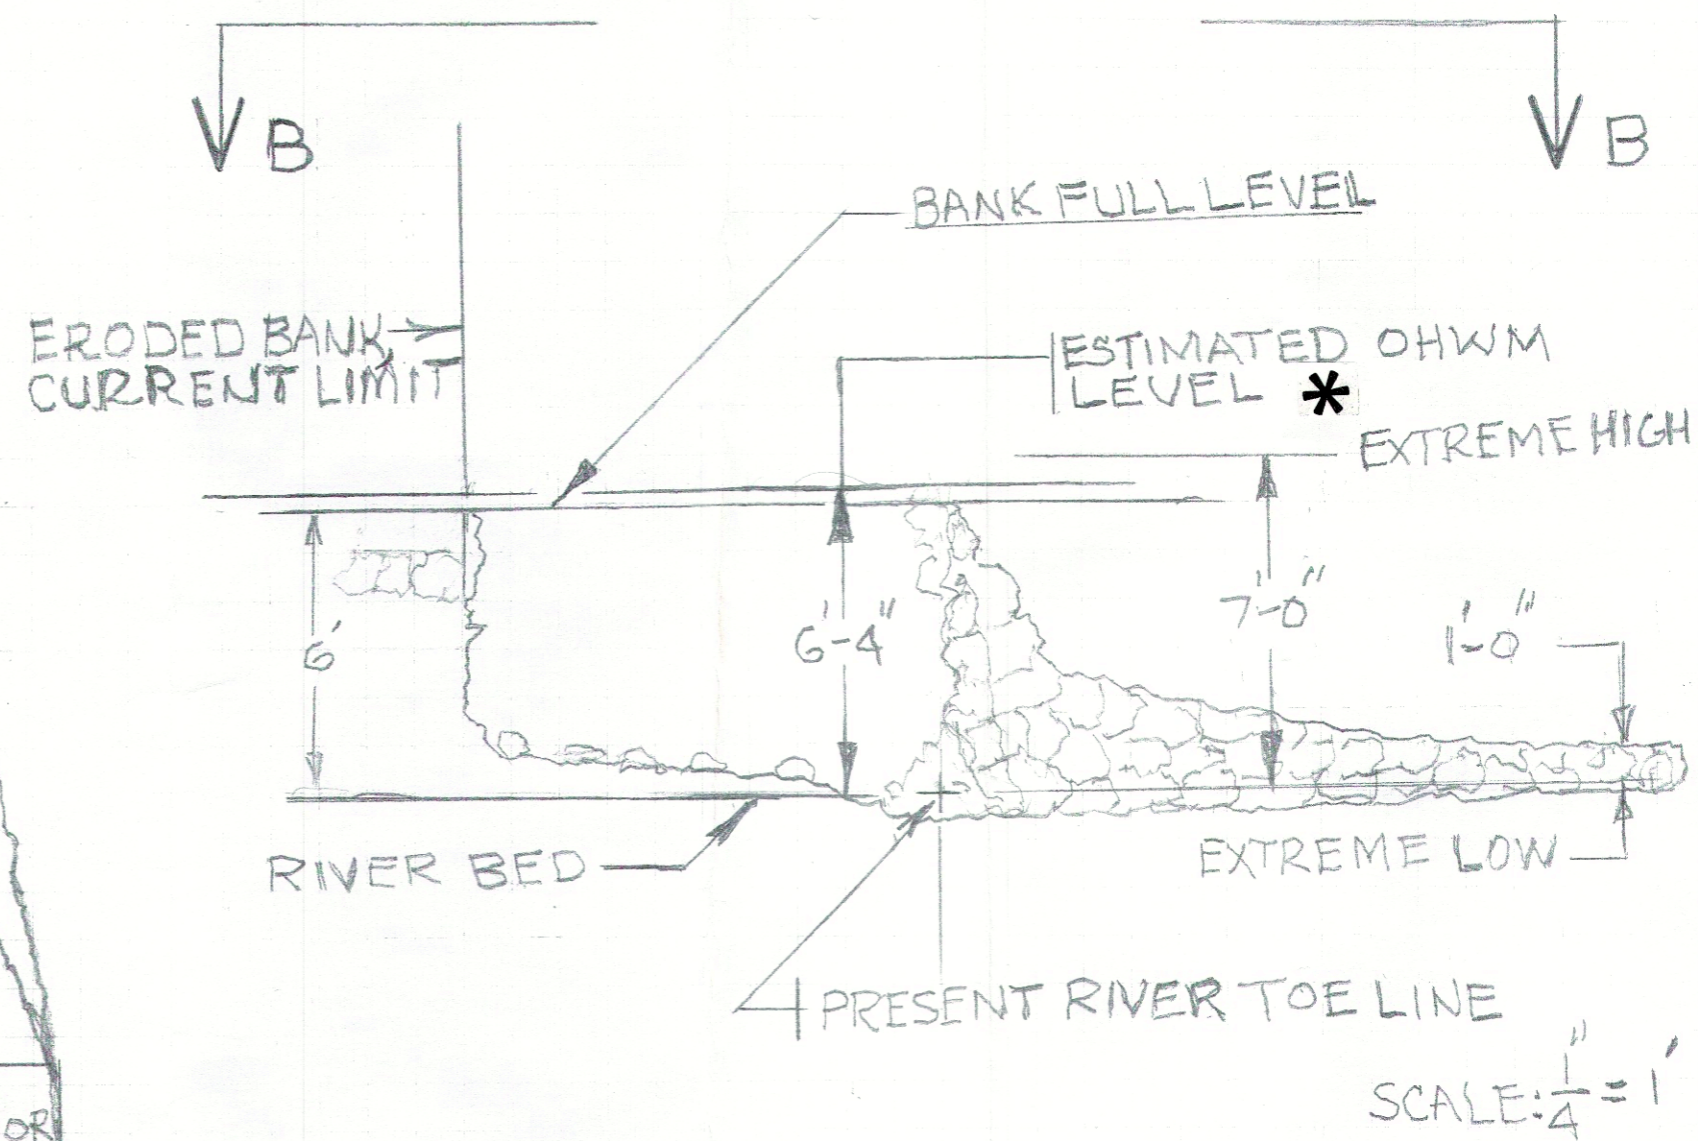 B
B
BANK FULL LEVEL
ERODED BANK
CURRENT LIMIT
ESTIMATED OHWM
LEVEL *
EXTREME HIGH
6'
6'-4"
7'-0"
1'-0"
RIVER BED
EXTREME LOW
PRESENT RIVER TOE LINE
SCALE: 1/4" = 1'
OR